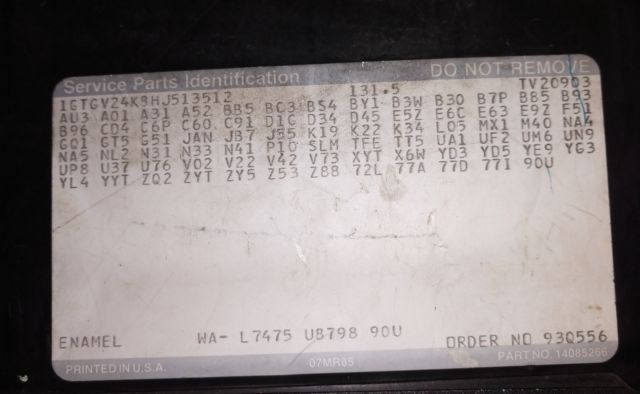 Service Parts Identification DO NOT REMOVE
1GTGV24K9HJ513512 131.5 TV20903
AU3 A01 A31 A52 BB5 BC3 BS4 BY1 B3W B30 B7P B85 B93
B96 CD4 C6P C60 C91 D1C D34 D45 E5Z E6C E63 E9Z F51
GQ1 GT5 G51 JAN JB7 J55 K19 K22 K34 L05 MX1 M40 NA4
NA5 NL2 N31 N33 N41 P10 SLM TFE TT5 UA1 UF2 UM6 UN9
UP8 U37 U76 V02 V22 V42 V73 XYT X6W YD3 YD5 YE9 YG3
YL4 YYT ZQ2 ZYT ZY5 Z53 Z88 72L 77A 77D 77I 90U
ENAMEL WA- L7475 U8798 90U ORDER NO 93Q556
PRINTED IN U.S.A. 07MR65 PART NO. 14085266